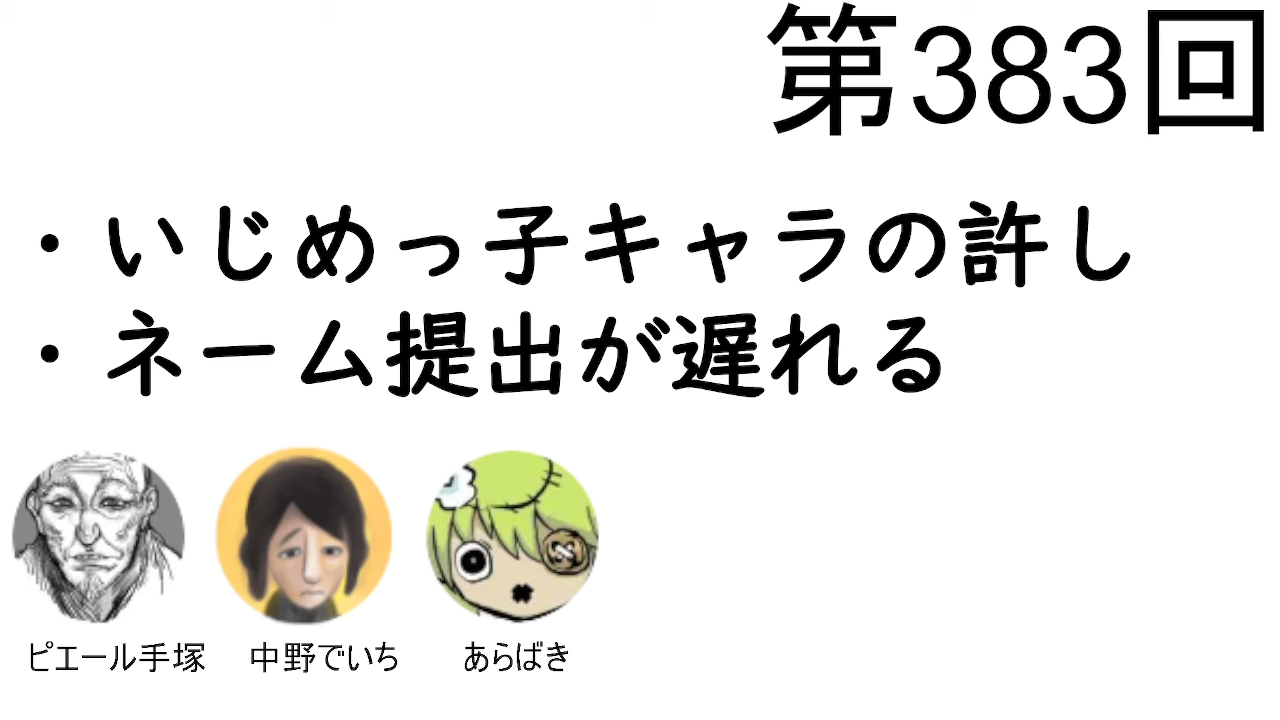 第383回
・いじめっ子キャラの許し
・ネーム提出が遅れる
ピエール手塚 中野でいち あらばき